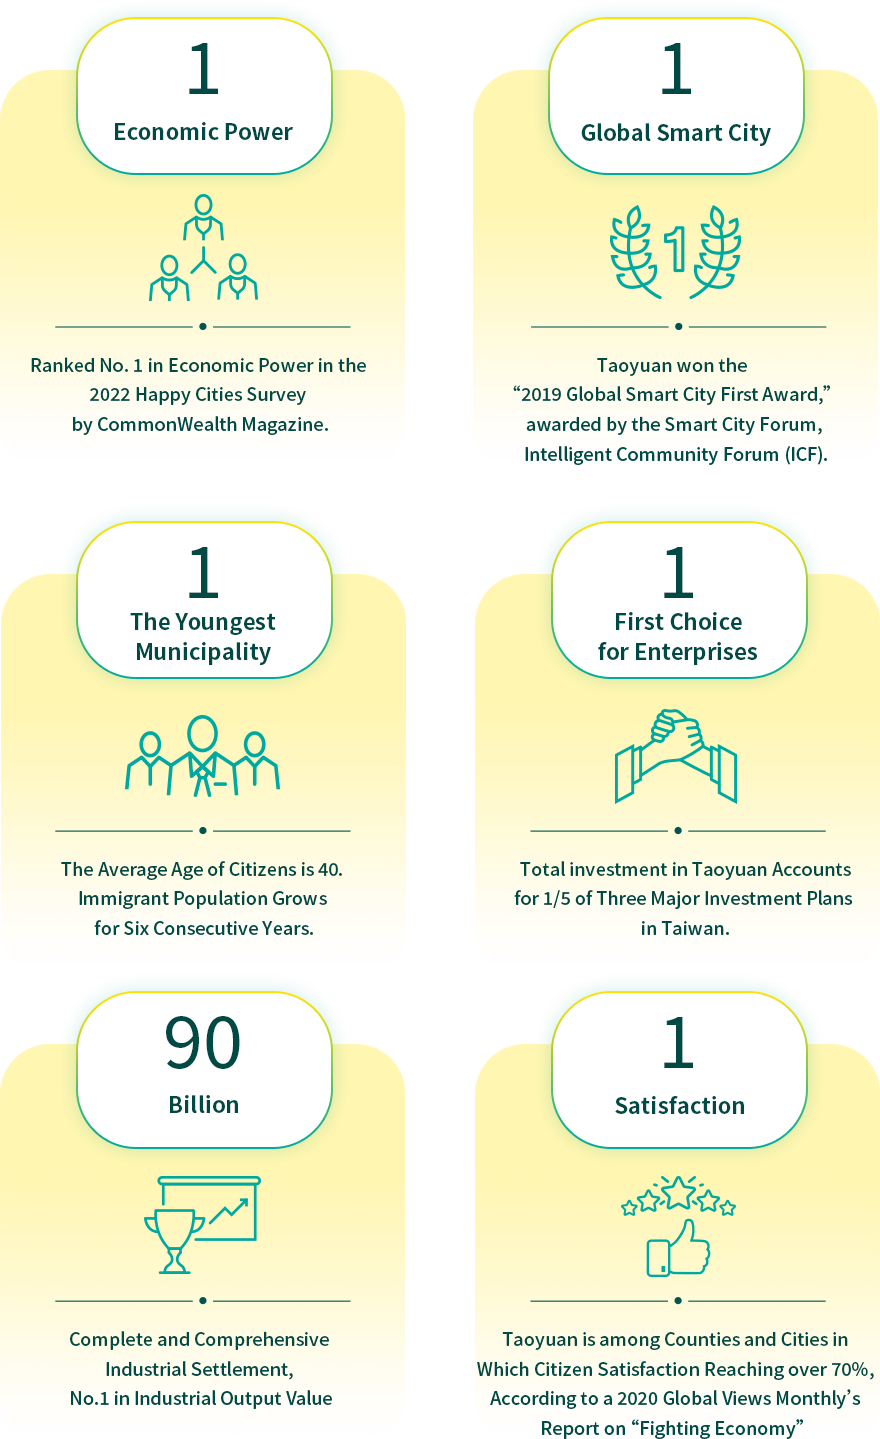 1
Economic Power
Ranked No. 1 in Economic Power in the
2022 Happy Cities Survey
by CommonWealth Magazine.
1
Global Smart City
1
Taoyuan won the
“2019 Global Smart City First Award,”
awarded by the Smart City Forum,
Intelligent Community Forum (ICF).
1
The Youngest
Municipality
The Average Age of Citizens is 40.
Immigrant Population Grows
for Six Consecutive Years.
1
First Choice
for Enterprises
Total investment in Taoyuan Accounts
for 1/5 of Three Major Investment Plans
in Taiwan.
90
Billion
Complete and Comprehensive
Industrial Settlement,
No.1 in Industrial Output Value
1
Satisfaction
Taoyuan is among Counties and Cities in
Which Citizen Satisfaction Reaching over 70%,
According to a 2020 Global Views Monthly’s
Report on “Fighting Economy”